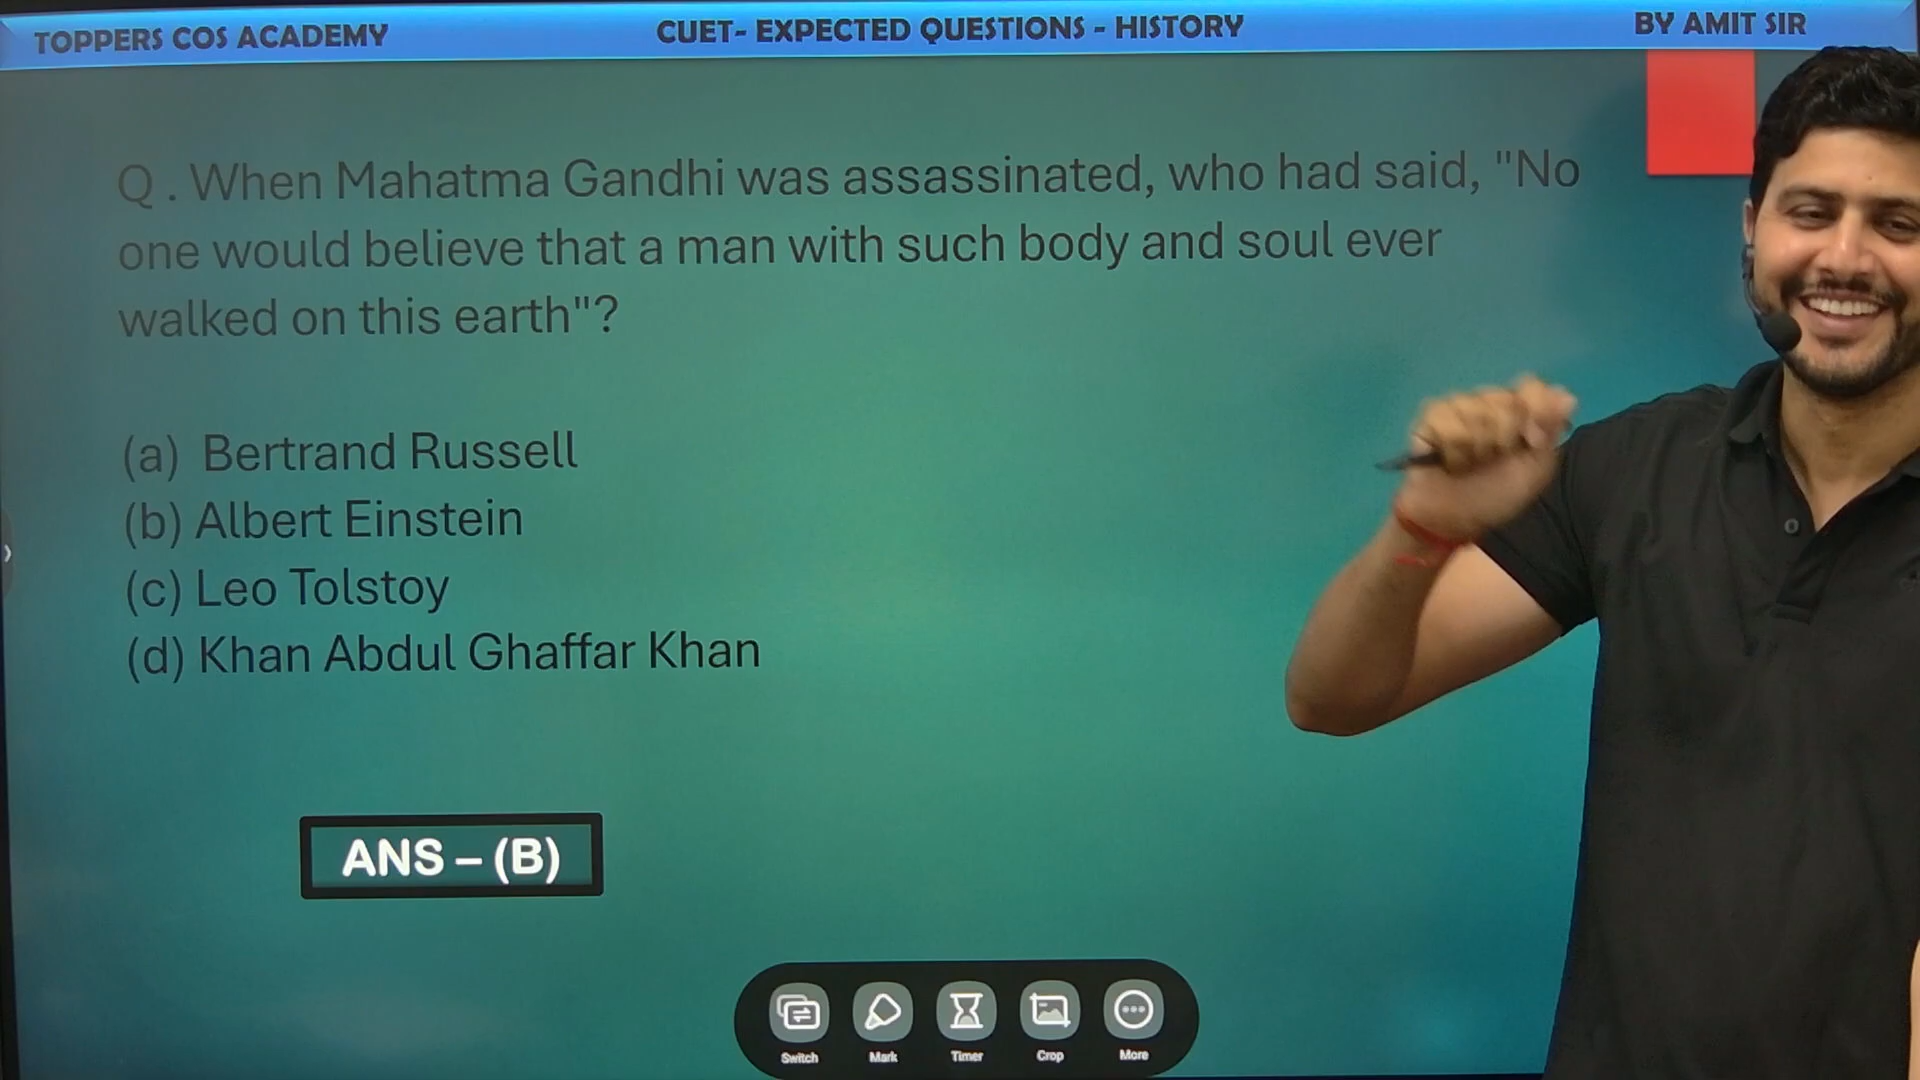 TOPPERS COS ACADEMY
CUET- EXPECTED QUESTIONS - HISTORY
BY AMIT SIR
Q . When Mahatma Gandhi was assassinated, who had said, "No
one would believe that a man with such body and soul ever
walked on this earth"?
(a) Bertrand Russell
(b) Albert Einstein
(c) Leo Tolstoy
(d) Khan Abdul Ghaffar Khan
ANS – (B)
Switch
Mark
Timer
Crop
More